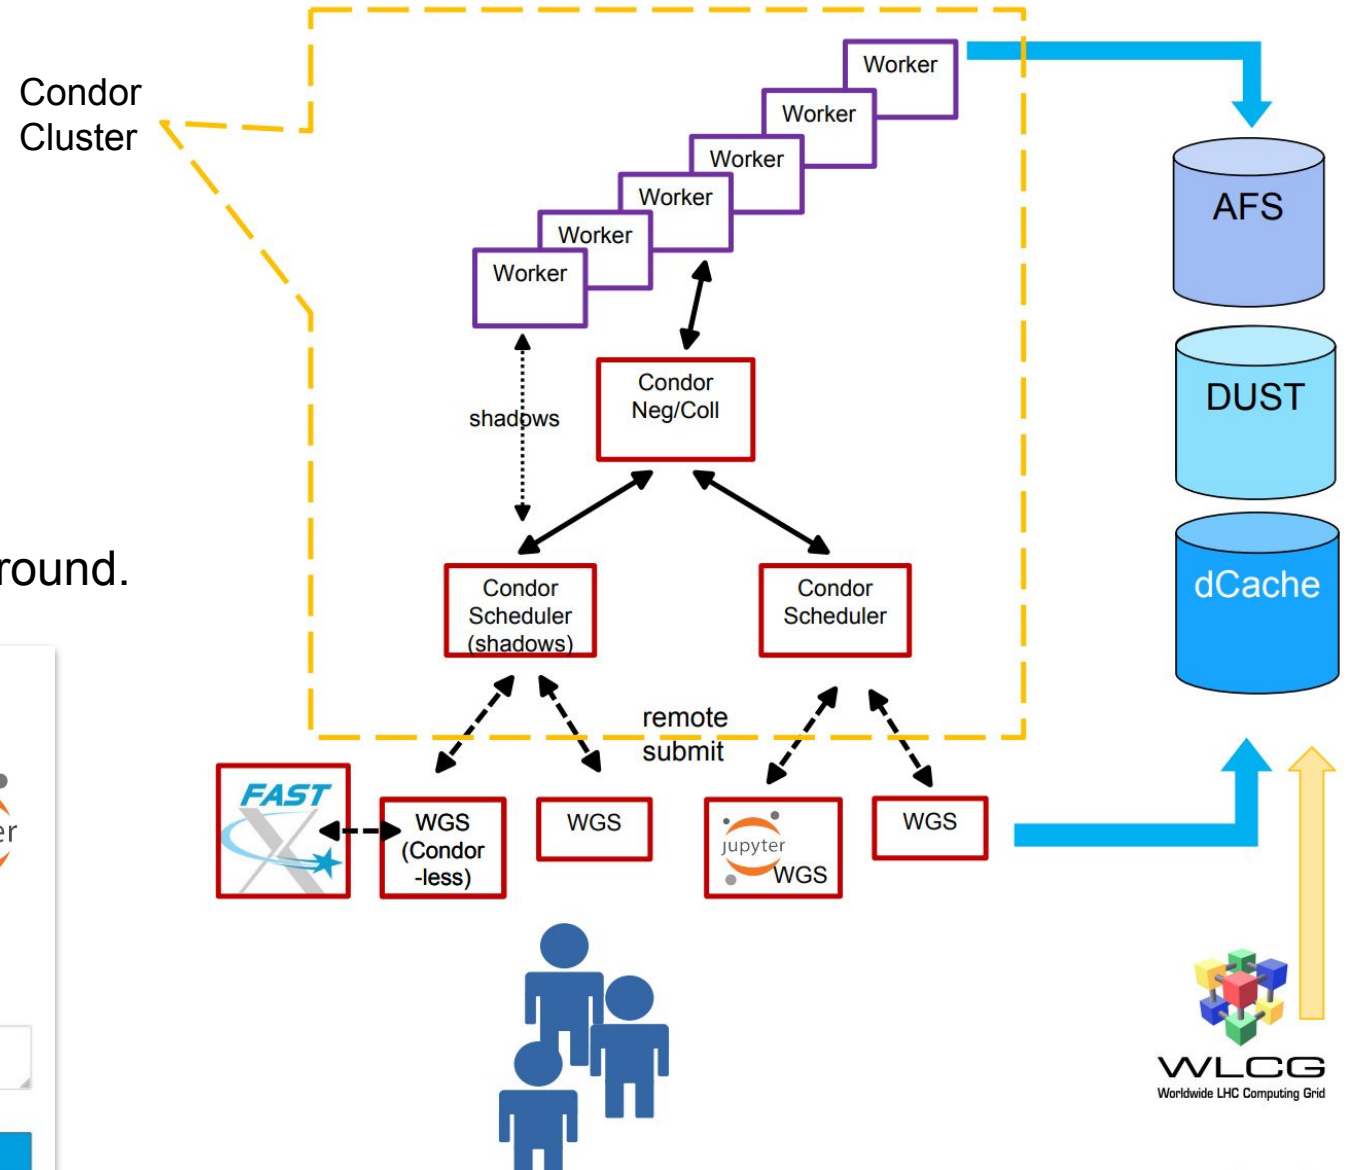 Condor
Cluster
Worker
Worker
Worker
Worker
Worker
Worker
AFS
DUST
dCache
Condor
Neg/Coll
shadows
Condor
Scheduler
(shadows)
Condor
Scheduler
round.
remote
submit
FAST
X
WGS
(Condor
-less)
WGS
jupyter
WGS
WGS
er
WLCG
Worldwide LHC Computing Grid